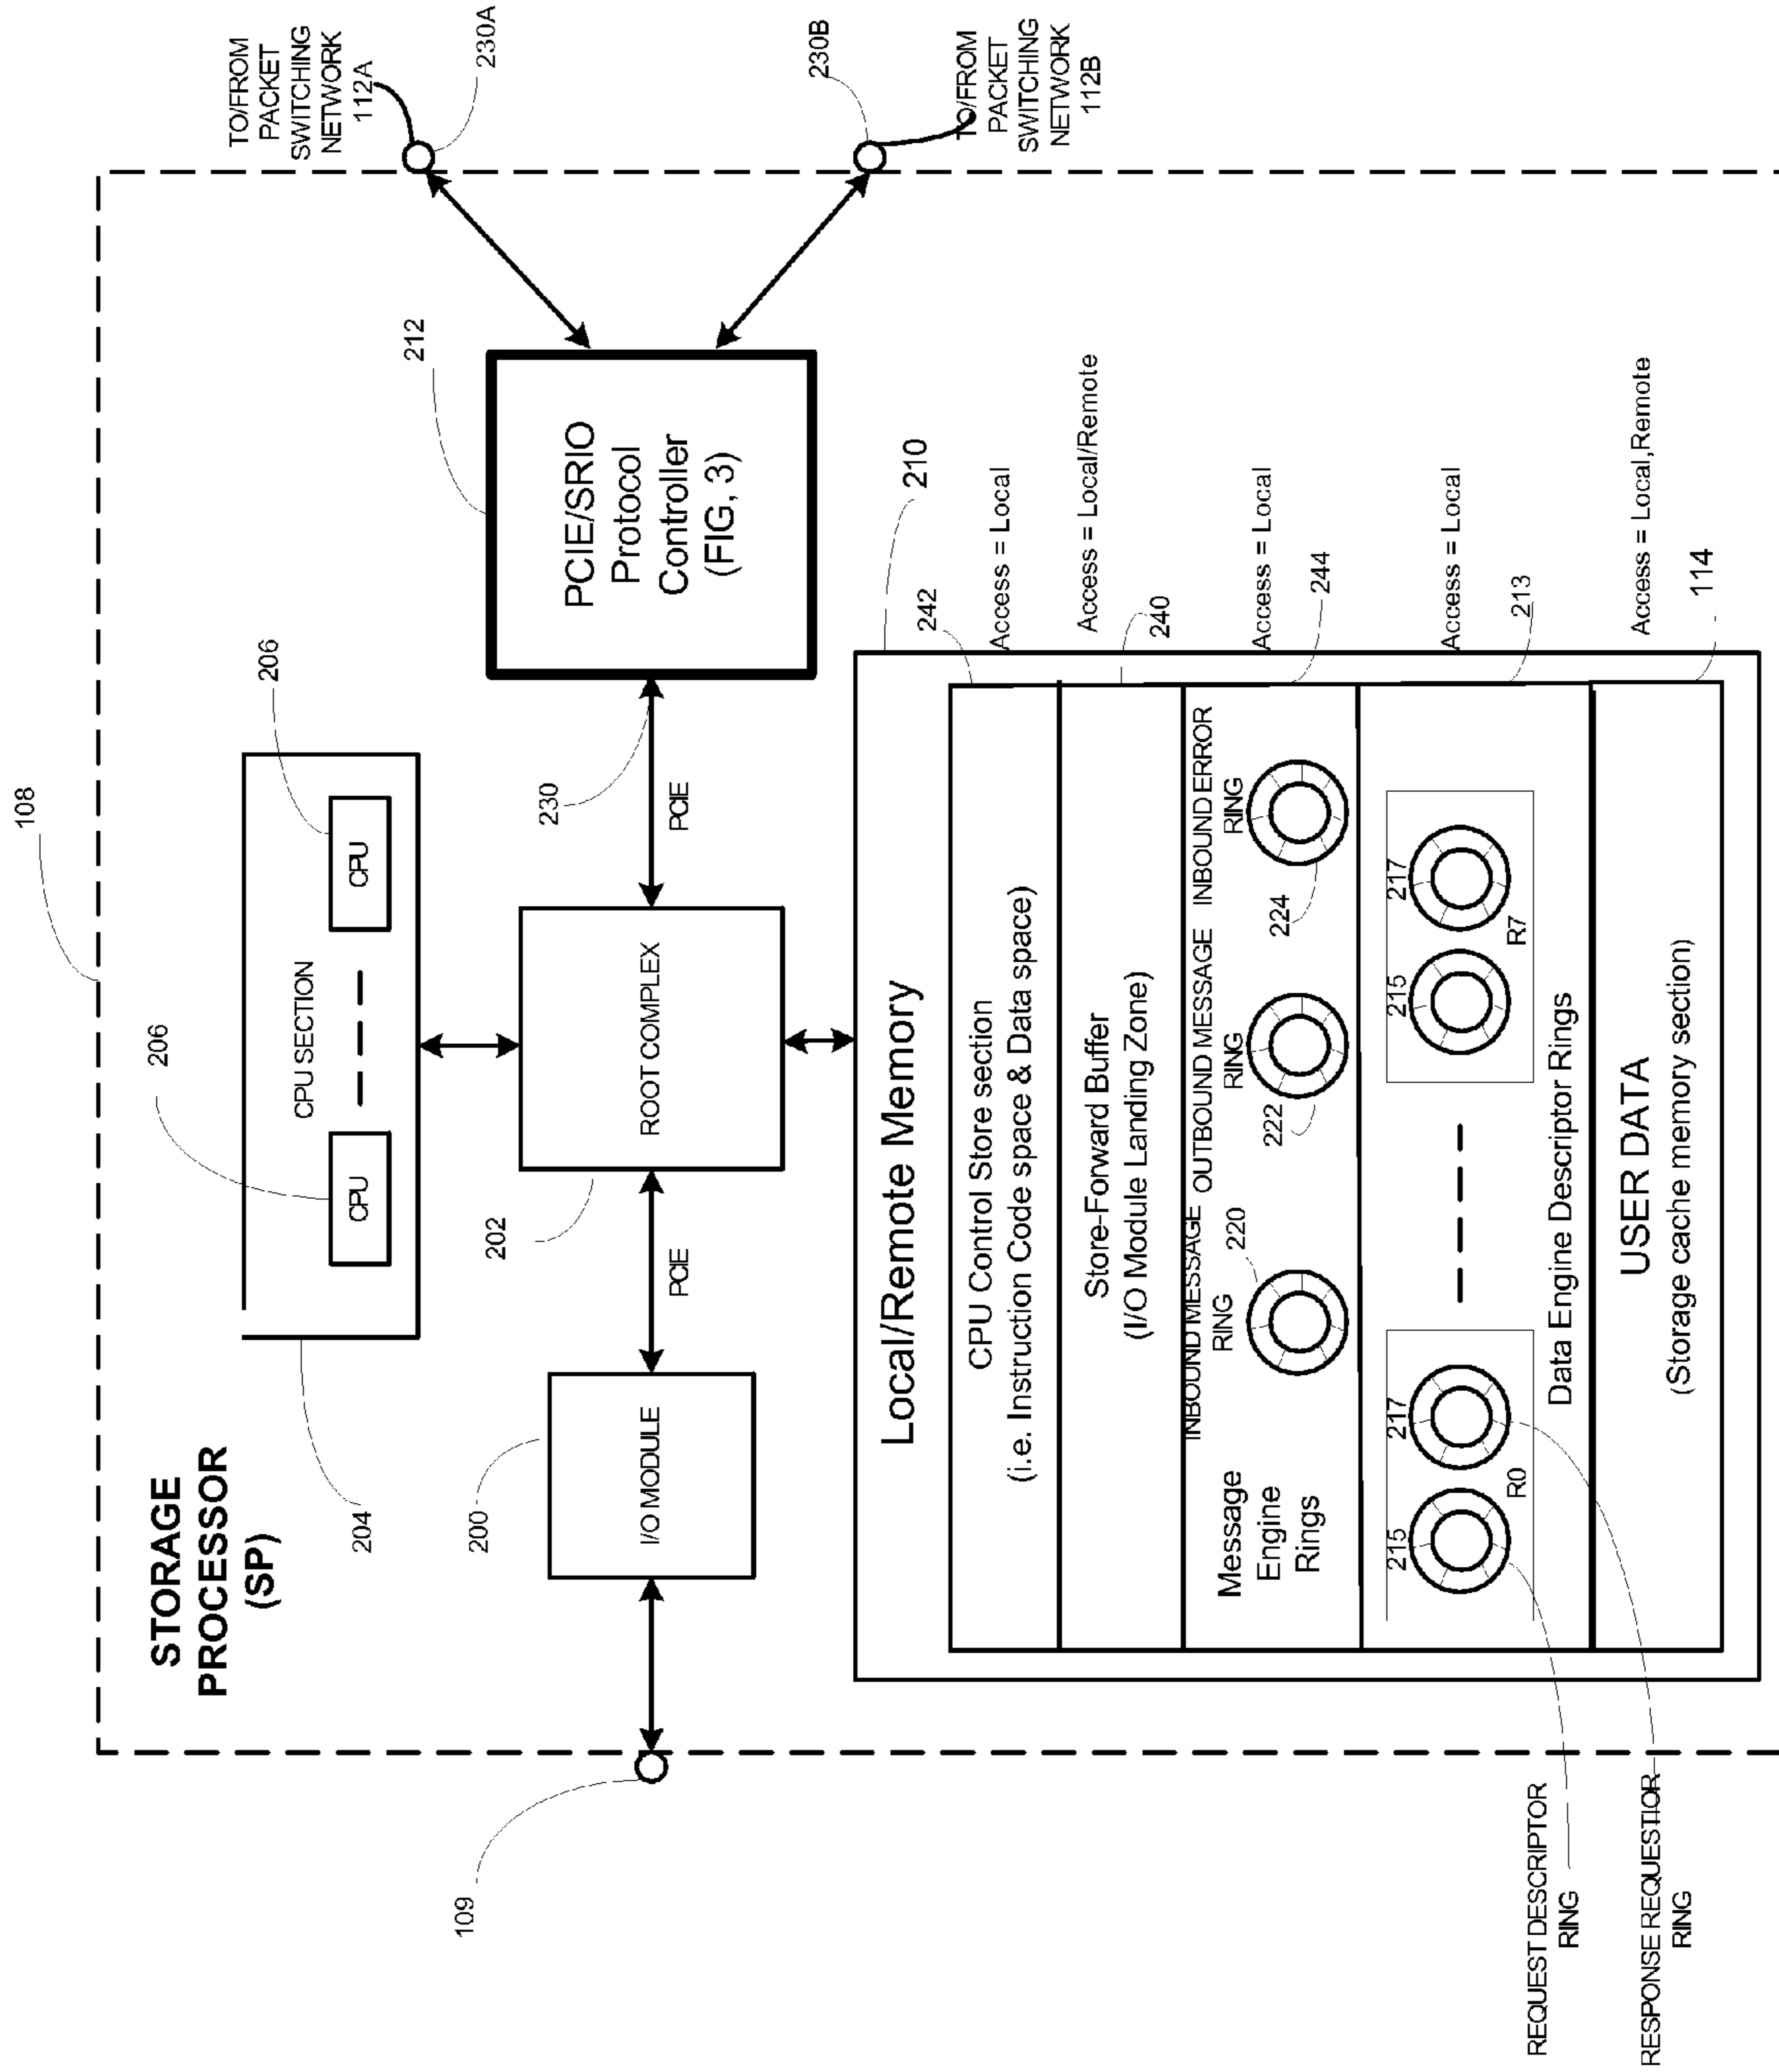 108
STORAGE
PROCESSOR
(SP)
204
206
CPU SECTION
206
CPU
CPU
TO/FROM
PACKET
SWITCHING
NETWORK
112A
230A
212
109
200
I/O MODULE
PCIE
202
ROOT COMPLEX
230
PCIE
PCIE/SRIO
Protocol
Controller
(FIG, 3)
230B
TO/FROM
PACKET
SWITCHING
NETWORK
112B
Local/Remote Memory
210
242
CPU Control Store section
(i.e. Instruction Code space & Data space)
Access = Local
Store-Forward Buffer
(I/O Module Landing Zone)
Access = Local/Remote
240
INBOUND MESSAGE
RING
OUTBOUND MESSAGE
RING
INBOUND ERROR
RING
Message
Engine
Rings
220
222
224
Access = Local
244
215
217
R0
215
217
R7
Data Engine Descriptor Rings
Access = Local
213
USER DATA
(Storage cache memory section)
Access = Local,Remote
114
REQUEST DESCRIPTOR
RING
RESPONSE REQUESTIOR
RING